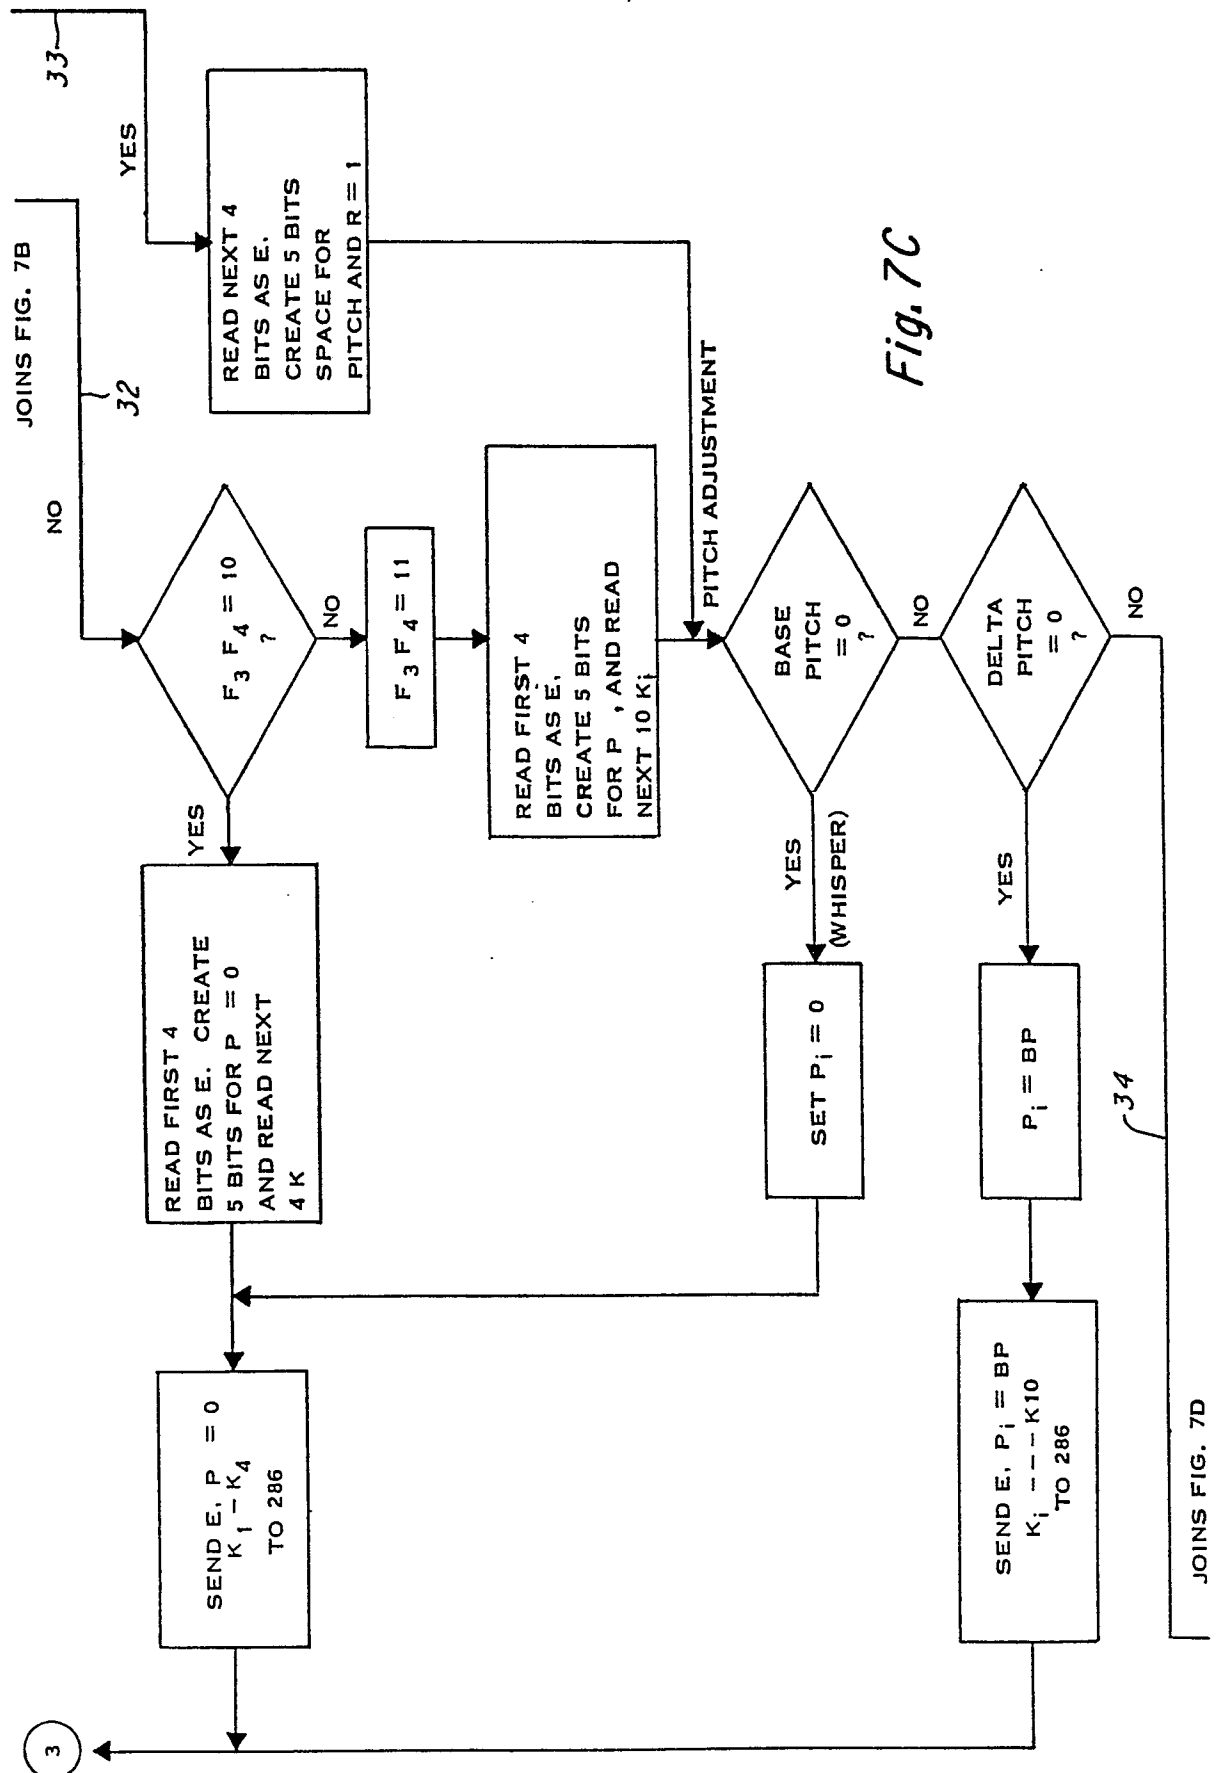 JOINS FIG. 7B
33
32
NO
YES
F3 F4 = 10
?
READ NEXT 4
BITS AS E.
CREATE 5 BITS
SPACE FOR
PITCH AND R = 1
YES
NO
READ FIRST 4
BITS AS E. CREATE
5 BITS FOR P = 0
AND READ NEXT
4 K
F3 F4 = 11
READ FIRST 4
BITS AS E.
CREATE 5 BITS
FOR P , AND READ
NEXT 10 Ki
PITCH ADJUSTMENT
SEND E, P = 0
K1 – K4
TO 286
BASE
PITCH
= 0
?
YES
(WHISPER)
NO
SET Pi = 0
DELTA
PITCH
= 0
?
YES
NO
Pi = BP
SEND E, Pi = BP
Ki – – – K10
TO 286
3
34
JOINS FIG. 7D
Fig. 7C